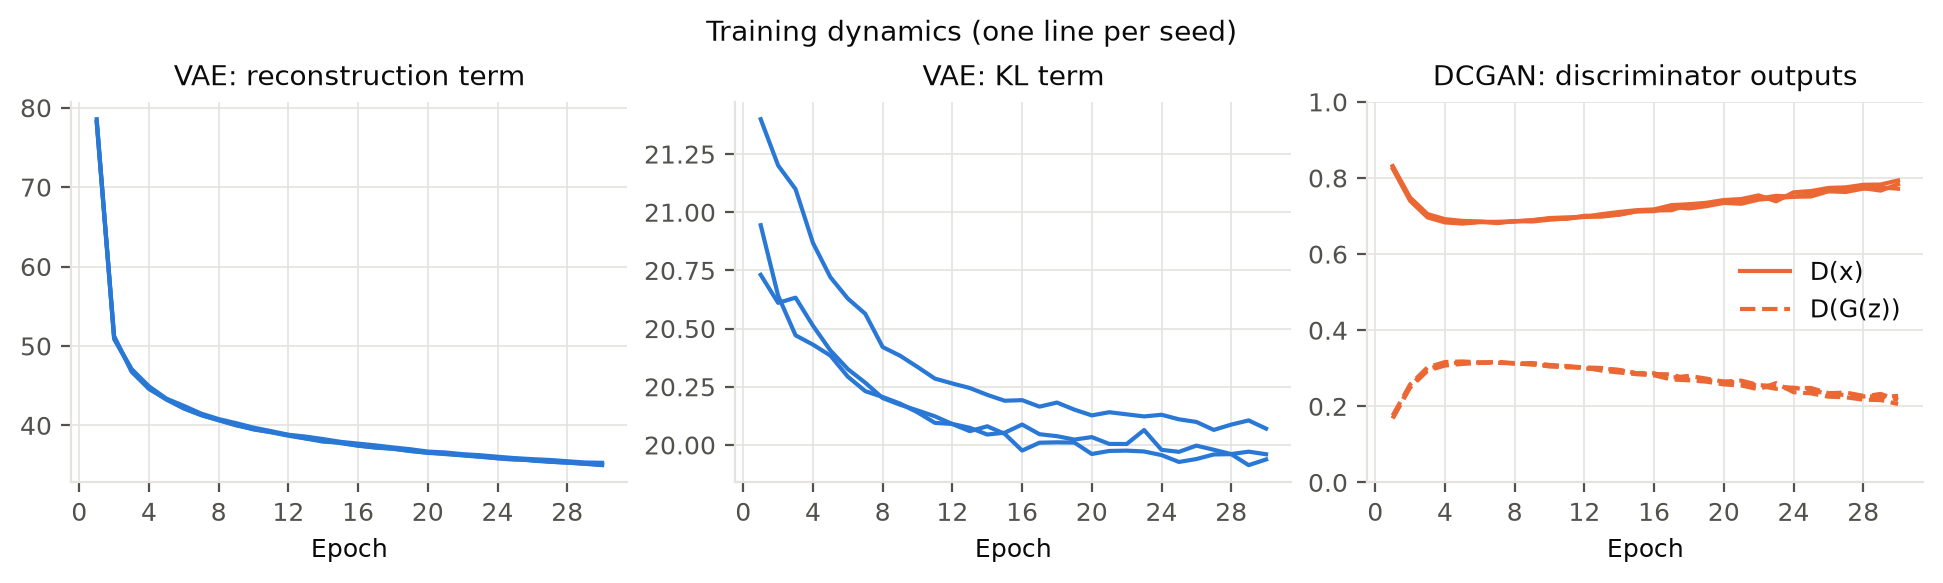 Training dynamics (one line per seed)
VAE: reconstruction term
80
70
60
50
40
0 4 8 12 16 20 24 28
Epoch
VAE: KL term
21.25
21.00
20.75
20.50
20.25
20.00
0 4 8 12 16 20 24 28
Epoch
DCGAN: discriminator outputs
1.0
0.8
0.6
0.4
0.2
0.0
D(x)
D(G(z))
0 4 8 12 16 20 24 28
Epoch